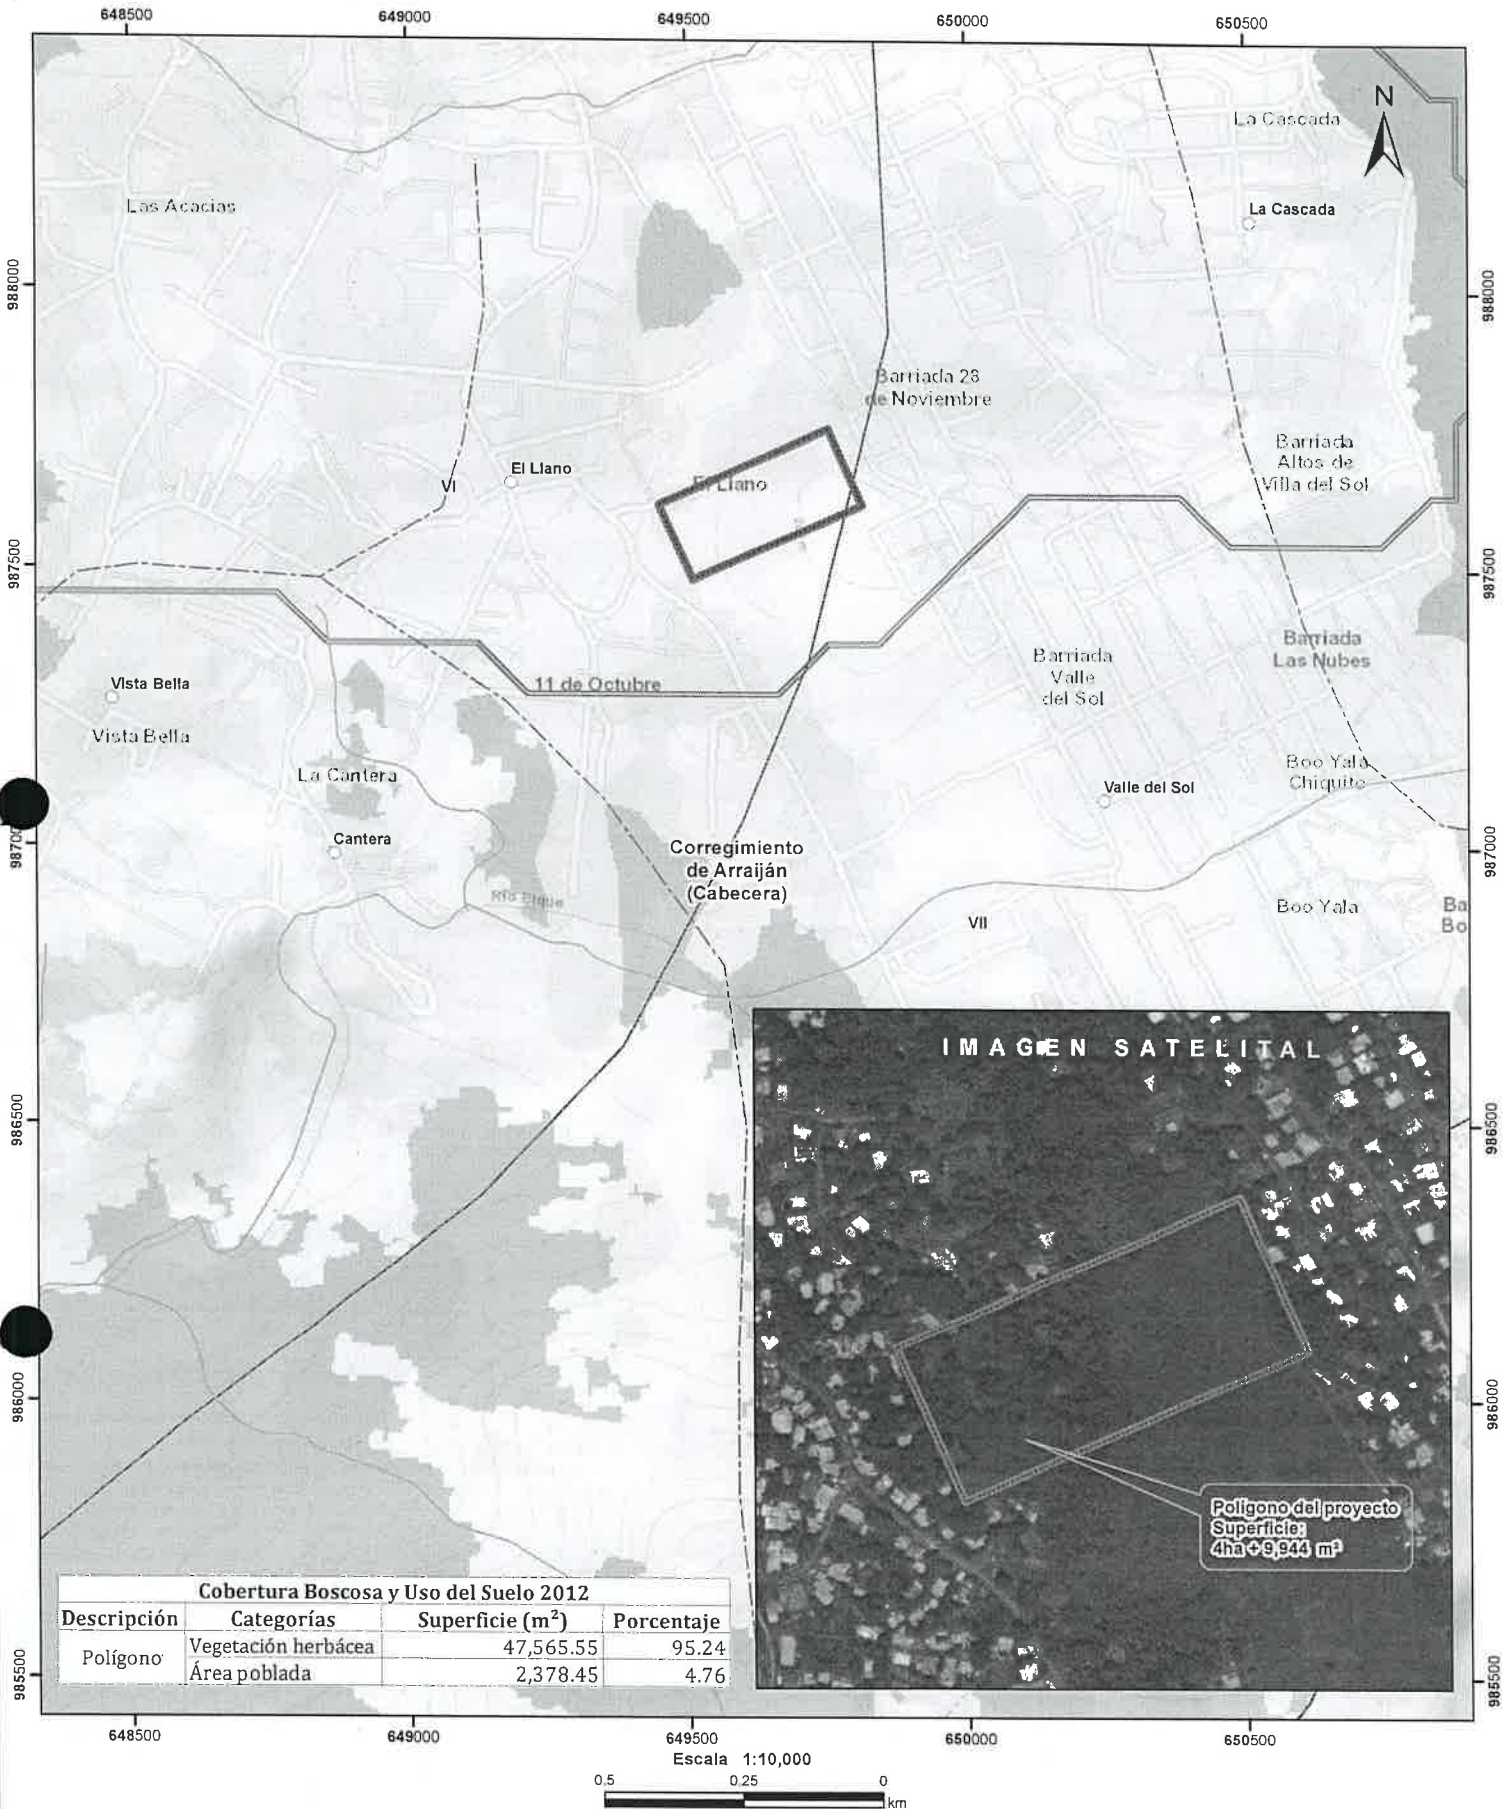 648500 649000 649500 650000 650500
N
La Cascada
La Cascada
Las Acacias
988000 988000
Barriada 28
de Noviembre
Barriada
Altos de
Villa del Sol
El Llano
El Llano
VI
987500 987500
Barriada
Las Nubes
Barriada
Valle
del Sol
11 de Octubre
Vista Bella
Vista Bella
La Cantera
Boo Yala
Chiquito
Valle del Sol
Cantera
987000
Corregimiento
de Arraiján
(Cabecera)
Boo Yala
Ba
Bo
VII
IMAGEN SATELITAL
986500 986500
986000 986000
Poligono del proyecto
Superficie:
4ha + 9,944 m²
Cobertura Boscosa y Uso del Suelo 2012
Descripción Categorías Superficie (m²) Porcentaje
Polígono Vegetación herbácea 47,565.55 95.24
Área poblada 2,378.45 4.76
985500 985500
648500 649000 649500 650000 650500
Escala 1:10,000
0.5 0.25 0
km